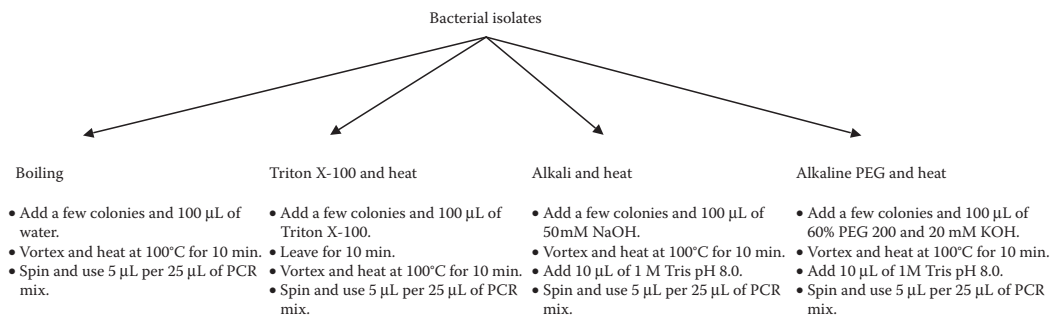 Bacterial isolates
Boiling
• Add a few colonies and 100 µL of
water.
• Vortex and heat at 100°C for 10 min.
• Spin and use 5 µL per 25 µL of PCR
mix.
Triton X-100 and heat
• Add a few colonies and 100 µL of
Triton X-100.
• Leave for 10 min.
• Vortex and heat at 100°C for 10 min.
• Spin and use 5 µL per 25 µL of PCR
mix.
Alkali and heat
• Add a few colonies and 100 µL of
50mM NaOH.
• Vortex and heat at 100°C for 10 min.
• Add 10 µL of 1 M Tris pH 8.0.
• Spin and use 5 µL per 25 µL of PCR
mix.
Alkaline PEG and heat
• Add a few colonies and 100 µL of
60% PEG 200 and 20 mM KOH.
• Vortex and heat at 100°C for 10 min.
• Add 10 µL of 1M Tris pH 8.0.
• Spin and use 5 µL per 25 µL of PCR
mix.